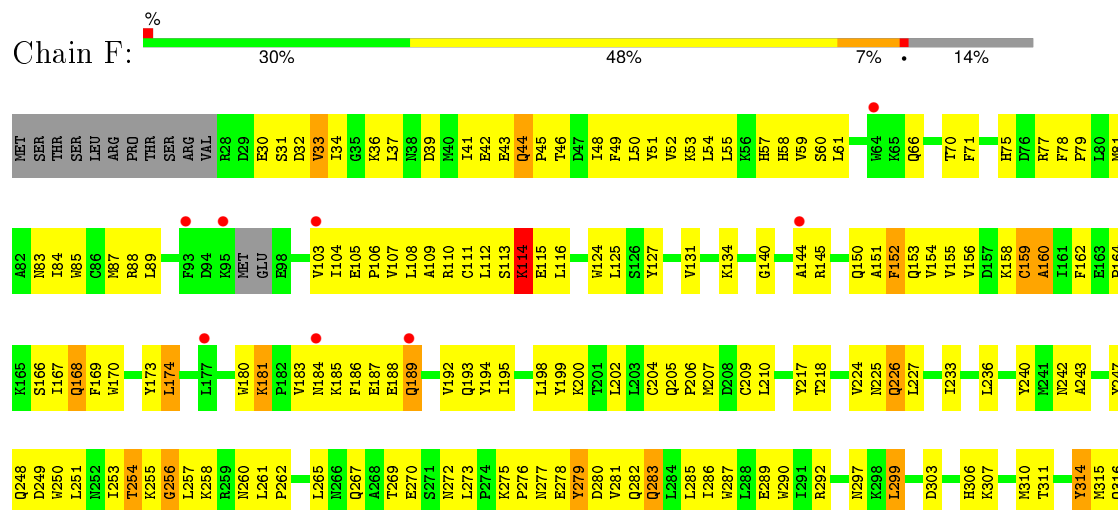 %
Chain F:
30% 48% 7% • 14%
MET SER THR SER LEU ARG PRO THR SER ARG VAL R28 D29 E30 S31 D32 V33 I34 G35 K36 L37 N38 D39 M40 I41 E42 Q44 P45 T46 D47 I48 F49 L50 Y51 V52 K53 L54 L55 K56 H57 H58 V59 S60 L61 W64 K65 Q66 T70 F71 H75 D76 R77 F78 P79 L80 M81
A82 N83 I84 W85 C86 M87 R88 L89 F93 D94 K95 MET GLU E98 V103 I104 E105 P106 V107 L108 A109 R110 C111 L112 S113 K114 E115 L116 W124 L125 S126 Y127 V131 K134 G140 A144 R145 Q150 A151 F152 Q153 V154 V155 V156 D157 K158 C159 A160 I161 F162 E163
K165 S166 I167 Q168 F169 W170 Y173 L174 L177 W180 K181 P182 V183 N184 K185 F186 E187 E188 Q189 V192 Q193 Y194 I195 L198 Y199 K200 T201 L202 L203 C204 Q205 P206 M207 D208 C209 L210 Y217 T218 V224 N225 Q226 L227 I233 L236 Y240 M241 N242 A243 Y247
Q248 D249 W250 L251 N252 I253 T254 K255 G256 L257 K258 R259 N260 L261 P262 L265 N266 Q267 A268 T269 E270 S271 N272 L273 P274 K275 P276 N277 E278 Y279 D280 V281 Q282 Q283 L284 L285 I286 W287 L288 E289 W290 I291 R292 N297 K298 L299 D303 H306 K307 M310 T311 Y314 M315